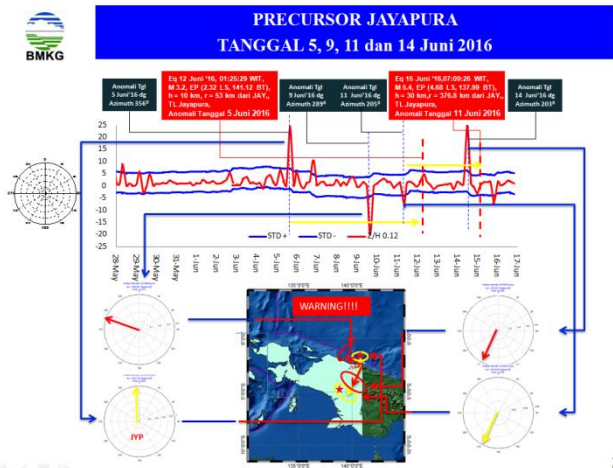 BMKG
PRECURSOR JAYAPURA
TANGGAL 5, 9, 11 dan 14 Juni 2016
Anomali Tgl
5 Juni'16 dg
Azimuth 356⁰
Eq 12 Juni '16, 01:26:29 WIT,
M 3.2, EP (2.32 LS, 141.12 BT),
h = 10 km, r = 53 km dari JAY,,
TL Jayapura,
Anomali Tanggal 5 Juni 2016
Anomali Tgl
9 Juni'16 dg
Azimuth 289⁰
Anomali Tgl
11 Juni'16 dg
Azimuth 205⁰
Eq 15 Juni '16,07:09:26 WIT,
M 5.4, EP (4.68 LS, 137.99 BT),
h = 30 km,r = 376.8 km dari JAY,,
TL Jayapura,
Anomali Tanggal 11 Juni 2016
Anomali Tgl
14 Juni'16 dg
Azimuth 203⁰
25
20
15
10
5
0
-5
-10
-15
-20
-25
STD +
STD -
Z/H 0.12
28-May
29-May
30-May
31-May
1-Jun
2-Jun
3-Jun
4-Jun
5-Jun
6-Jun
7-Jun
8-Jun
9-Jun
10-Jun
11-Jun
12-Jun
13-Jun
14-Jun
15-Jun
16-Jun
17-Jun
135°0'0"E
140°0'0"E
WARNING!!!!
JYP
JYP